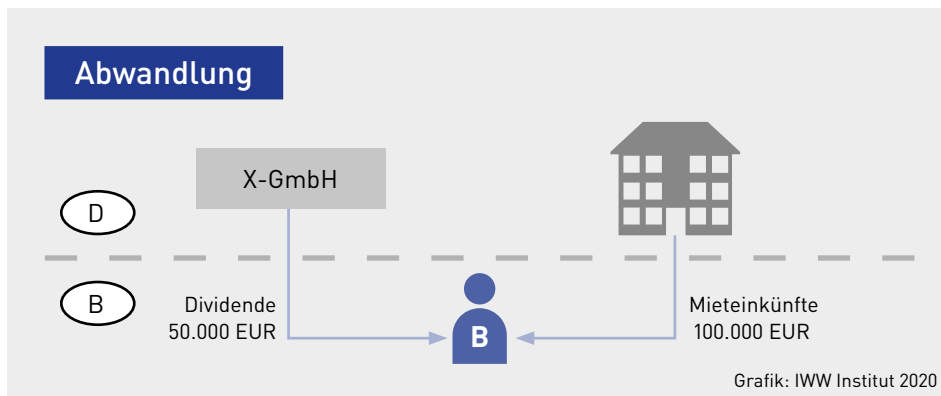 Abwandlung
X-GmbH
D
B
Dividende
50.000 EUR
B
Mieteinkünfte
100.000 EUR
Grafik: IWW Institut 2020